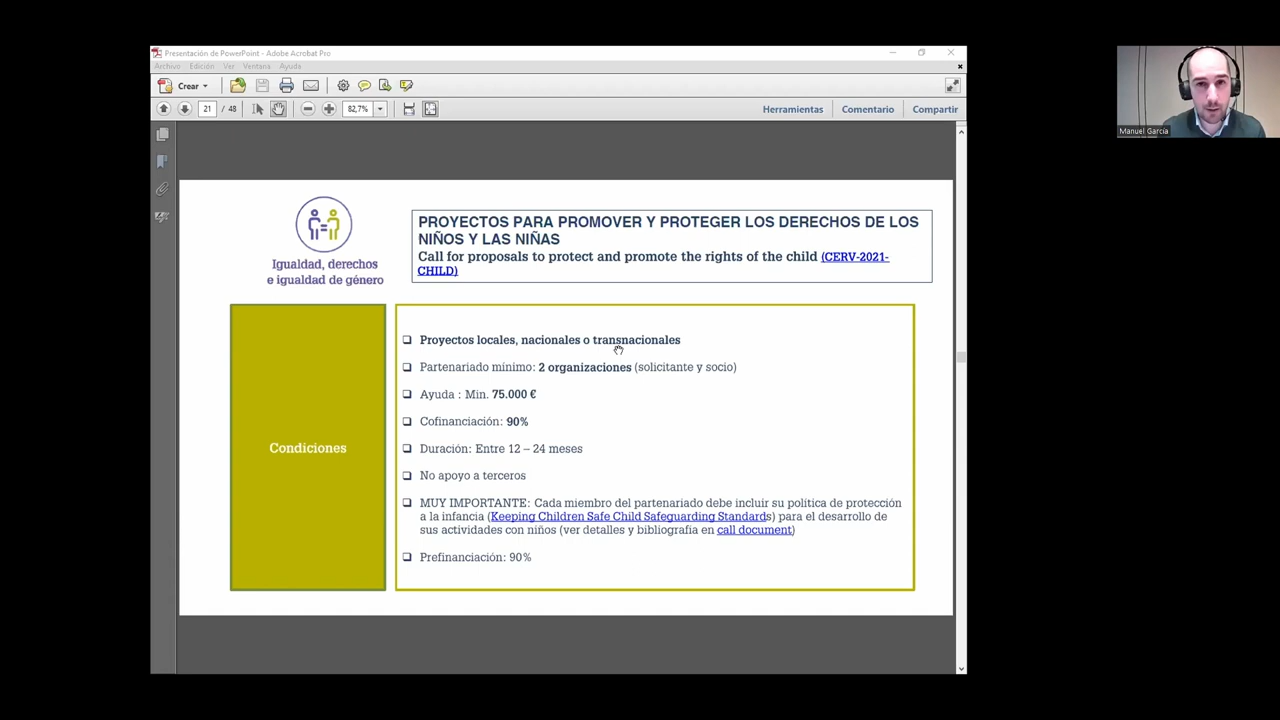 Presentación de PowerPoint - Adobe Acrobat Pro
Archivo Edición Ver Ventana Ayuda
Crear
21 / 48
82,7%
Herramientas Comentario Compartir
Manuel García
Igualdad, derechos
e igualdad de género
PROYECTOS PARA PROMOVER Y PROTEGER LOS DERECHOS DE LOS
NIÑOS Y LAS NIÑAS
Call for proposals to protect and promote the rights of the child (CERV-2021-
CHILD)
Condiciones
Proyectos locales, nacionales o transnacionales
Partenariado mínimo: 2 organizaciones (solicitante y socio)
Ayuda : Min. 75.000 €
Cofinanciación: 90%
Duración: Entre 12 – 24 meses
No apoyo a terceros
MUY IMPORTANTE: Cada miembro del partenariado debe incluir su política de protección
a la infancia (Keeping Children Safe Child Safeguarding Standards) para el desarrollo de
sus actividades con niños (ver detalles y bibliografía en call document)
Prefinanciación: 90%